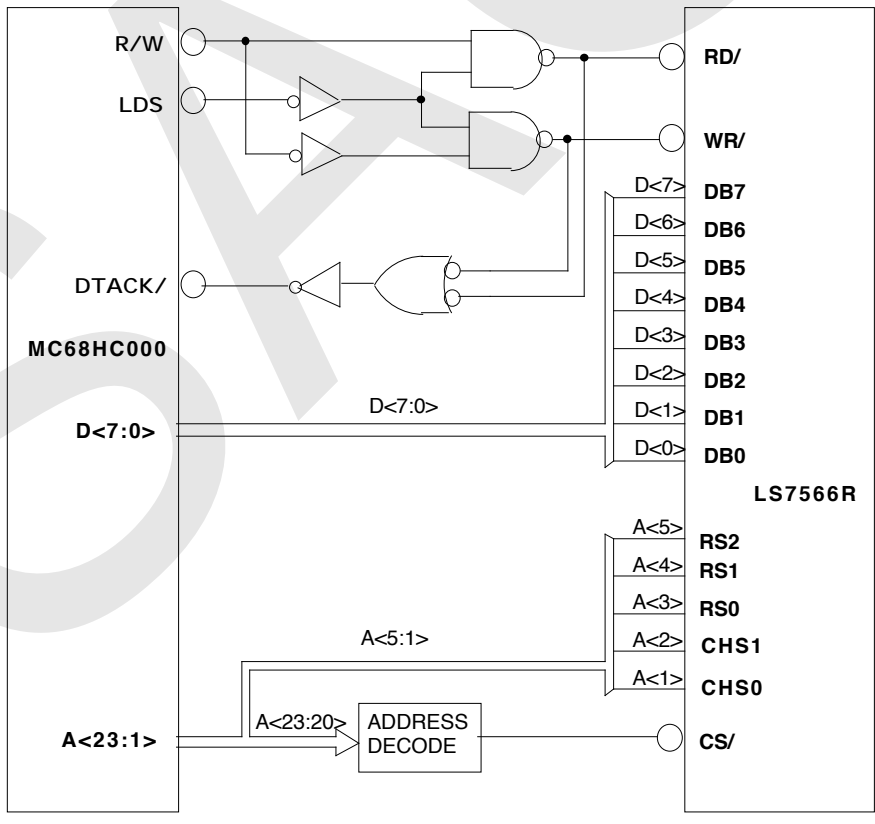 R/W
LDS
DTACK/
MC68HC000
D<7:0>
A<23:1>
D<7:0>
A<5:1>
A<23:20>
ADDRESS
DECODE
RD/
WR/
D<7> DB7
D<6> DB6
D<5> DB5
D<4> DB4
D<3> DB3
D<2> DB2
D<1> DB1
D<0> DB0
LS7566R
A<5> RS2
A<4> RS1
A<3> RS0
A<2> CHS1
A<1> CHS0
CS/